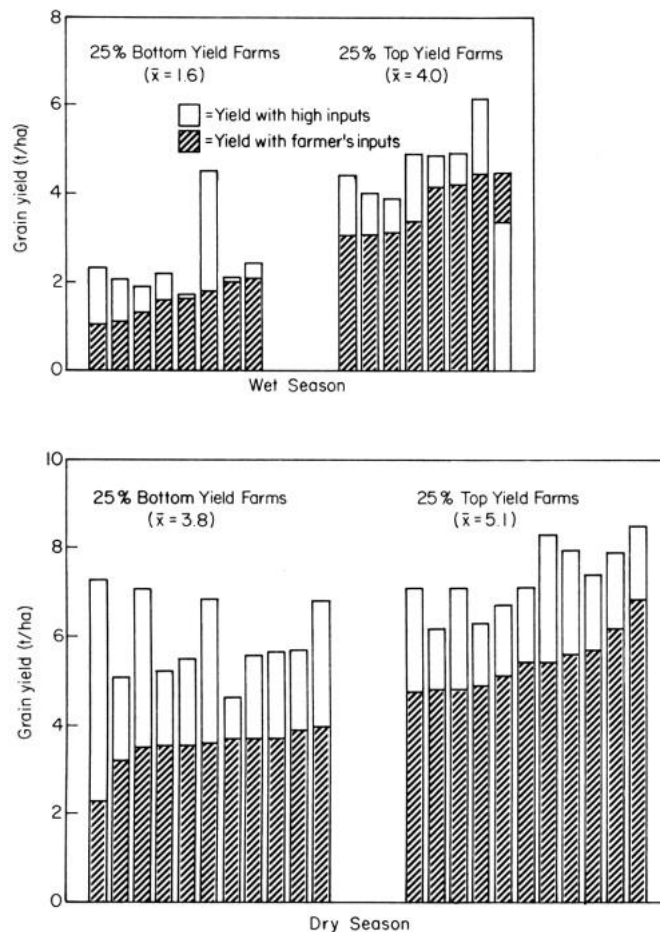 8
25% Bottom Yield Farms
(x̄ = 1.6)
25% Top Yield Farms
(x̄ = 4.0)
=Yield with high inputs
=Yield with farmer's inputs
6
4
2
0
Grain yield (t/ha)
Wet Season
10
25% Bottom Yield Farms
(x̄ = 3.8)
25% Top Yield Farms
(x̄ = 5.1)
8
6
4
2
0
Grain yield (t/ha)
Dry Season